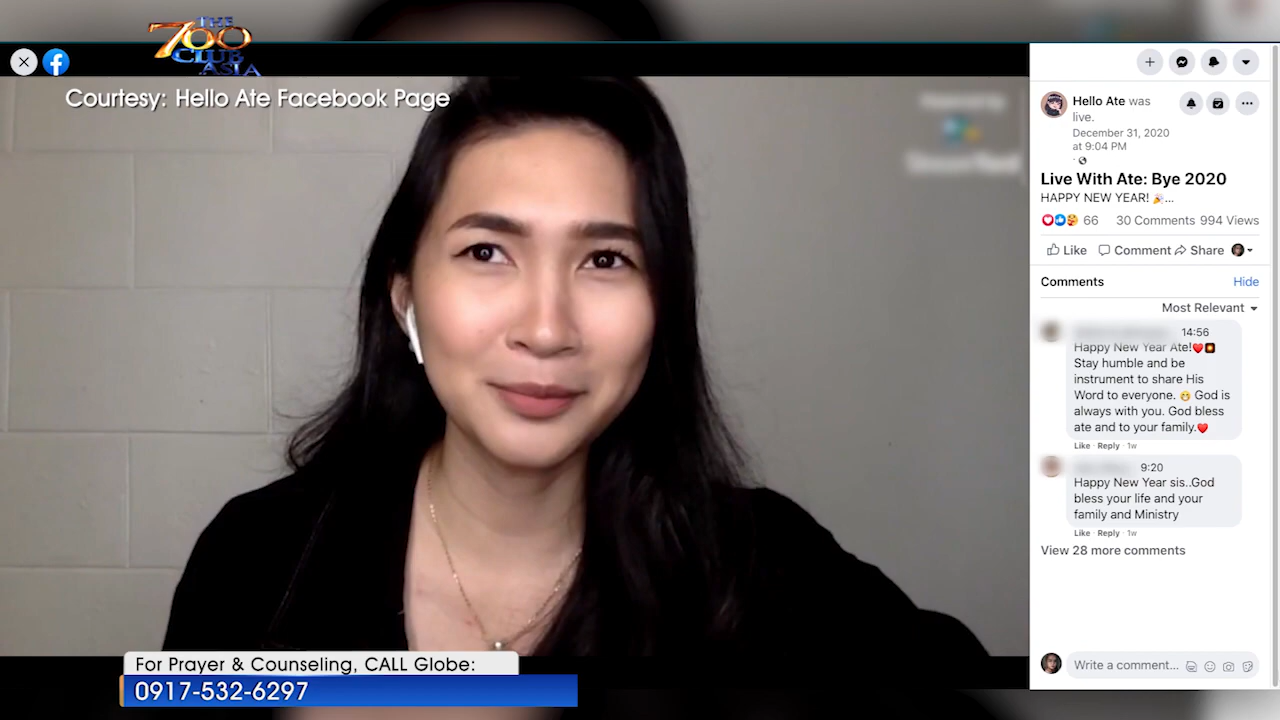 THE
700
CLUB
ASIA
Courtesy: Hello Ate Facebook Page
Hello Ate was
live.
December 31, 2020
at 9:04 PM
Live With Ate: Bye 2020
HAPPY NEW YEAR! 🎉...
66 30 Comments 994 Views
Like Comment Share
Comments Hide
Most Relevant
14:56
Happy New Year Ate!❤️💥
Stay humble and be
instrument to share His
Word to everyone. 😁 God is
always with you. God bless
ate and to your family.❤️
Like · Reply · 1w
9:20
Happy New Year sis..God
bless your life and your
family and Ministry
Like · Reply · 1w
View 28 more comments
Write a comment...
For Prayer & Counseling, CALL Globe:
0917-532-6297